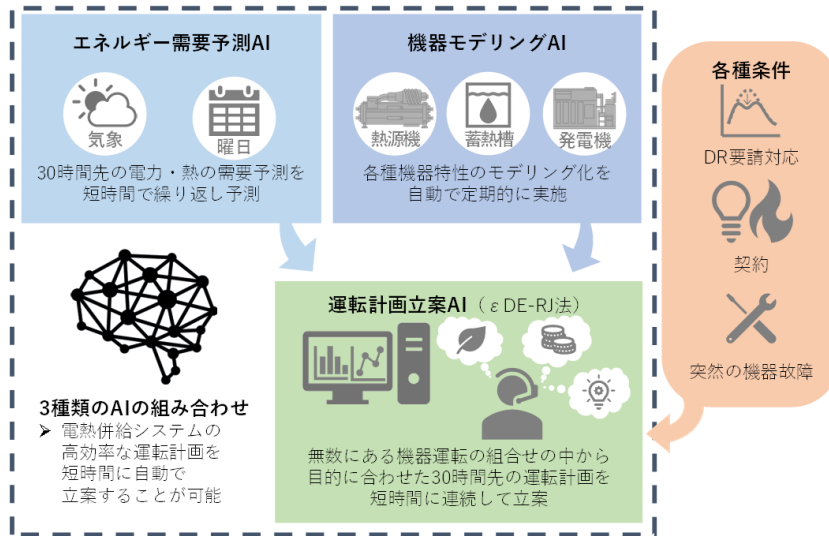 エネルギー需要予測AI
気象
曜日
30時間先の電力・熱の需要予測を
短時間で繰り返し予測
機器モデリングAI
熱源機
蓄熱槽
発電機
各種機器特性のモデリング化を
自動で定期的に実施
各種条件
DR要請対応
契約
突然の機器故障
3種類のAIの組み合わせ
➢ 電熱併給システムの
高効率な運転計画を
短時間に自動で
立案することが可能
運転計画立案AI（εDE-RJ法）
無数にある機器運転の組合せの中から
目的に合わせた30時間先の運転計画を
短時間に連続して立案